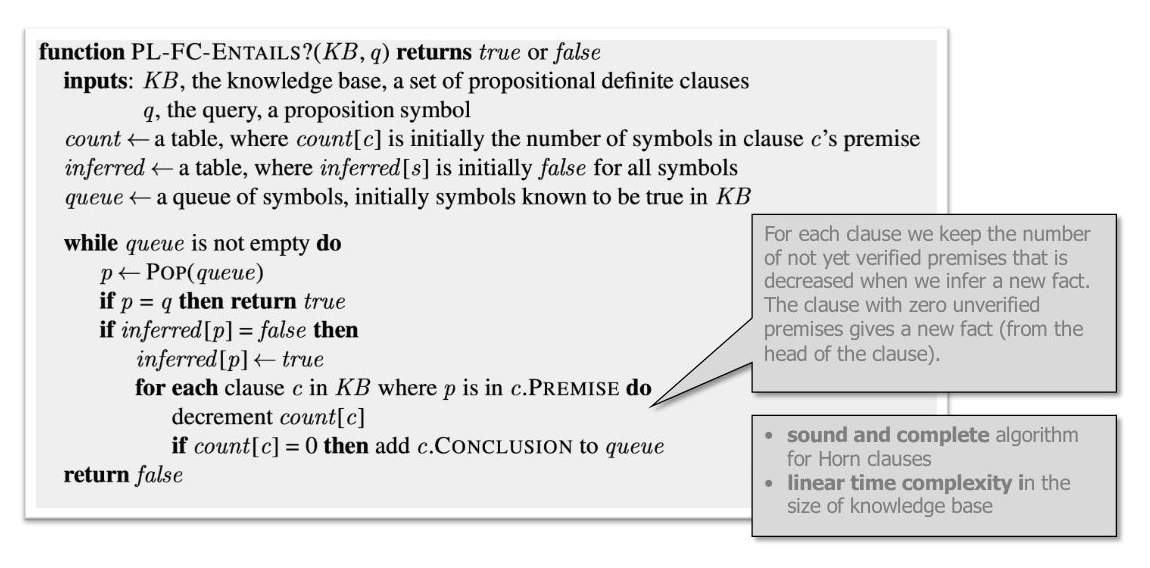 function PL-FC-ENTAILS?(KB, q) returns true or false
inputs: KB, the knowledge base, a set of propositional definite clauses
q, the query, a proposition symbol
count ← a table, where count[c] is initially the number of symbols in clause c's premise
inferred ← a table, where inferred[s] is initially false for all symbols
queue ← a queue of symbols, initially symbols known to be true in KB
while queue is not empty do
p ← POP(queue)
if p = q then return true
if inferred[p] = false then
inferred[p] ← true
for each clause c in KB where p is in c.PREMISE do
decrement count[c]
if count[c] = 0 then add c.CONCLUSION to queue
return false
For each clause we keep the number
of not yet verified premises that is
decreased when we infer a new fact.
The clause with zero unverified
premises gives a new fact (from the
head of the clause).
• sound and complete algorithm
for Horn clauses
• linear time complexity in the
size of knowledge base